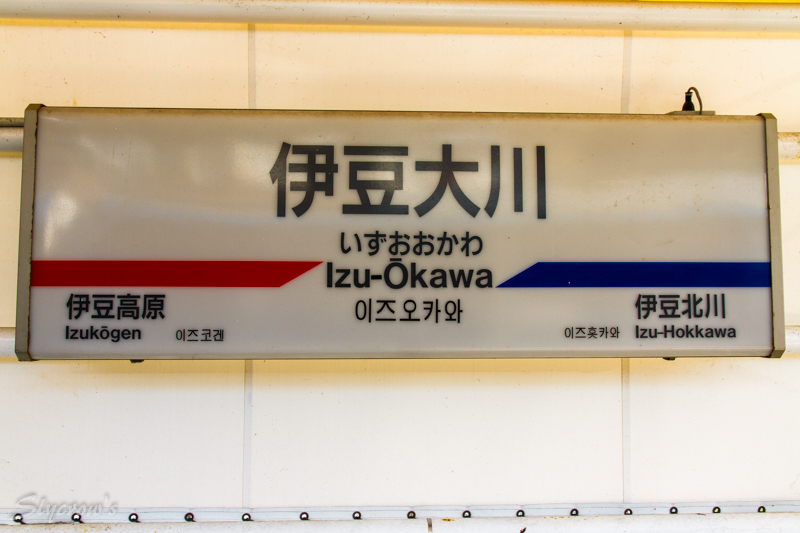 伊豆大川
いずおおかわ
Izu-Ōkawa
이즈오카와
伊豆高原
Izukōgen 이즈코겐
伊豆北川
이즈홋카와 Izu-Hokkawa